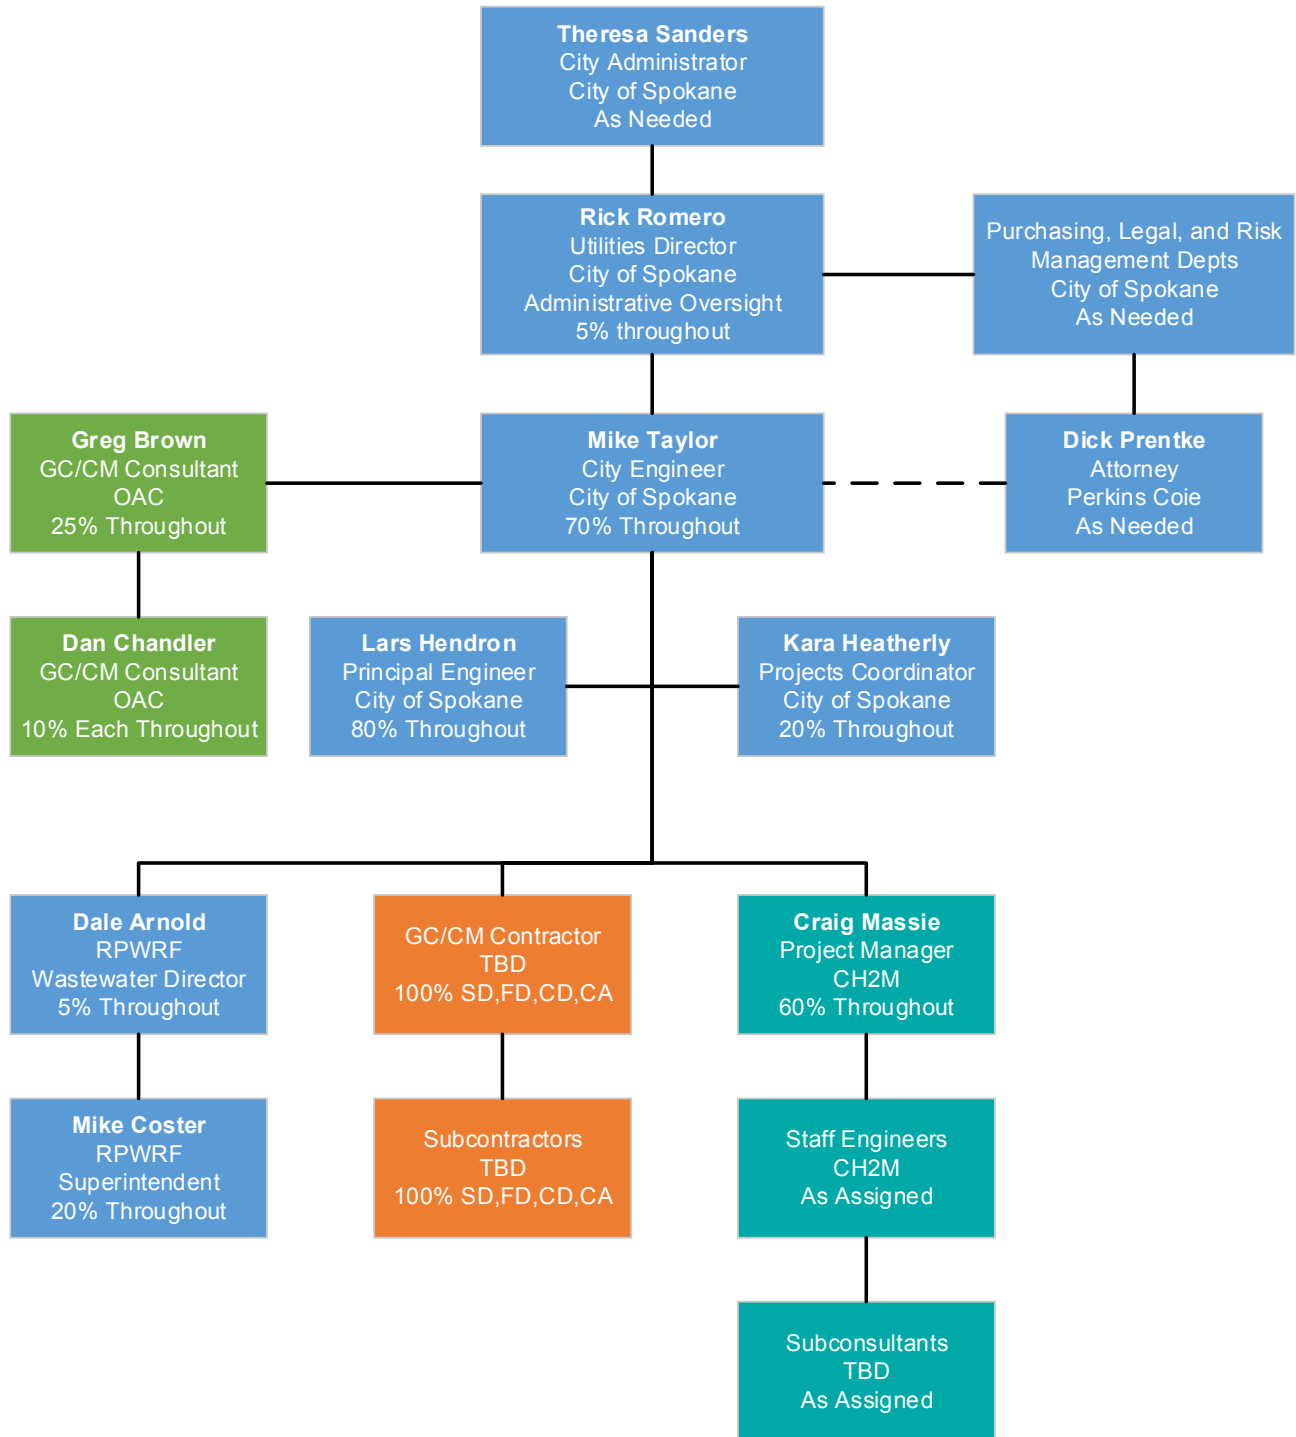 Theresa Sanders
City Administrator
City of Spokane
As Needed
Rick Romero
Utilities Director
City of Spokane
Administrative Oversight
5% throughout
Purchasing, Legal, and Risk
Management Depts
City of Spokane
As Needed
Greg Brown
GC/CM Consultant
OAC
25% Throughout
Mike Taylor
City Engineer
City of Spokane
70% Throughout
Dick Prentke
Attorney
Perkins Coie
As Needed
Dan Chandler
GC/CM Consultant
OAC
10% Each Throughout
Lars Hendron
Principal Engineer
City of Spokane
80% Throughout
Kara Heatherly
Projects Coordinator
City of Spokane
20% Throughout
Dale Arnold
RPWRF
Wastewater Director
5% Throughout
GC/CM Contractor
TBD
100% SD,FD,CD,CA
Craig Massie
Project Manager
CH2M
60% Throughout
Mike Coster
RPWRF
Superintendent
20% Throughout
Subcontractors
TBD
100% SD,FD,CD,CA
Staff Engineers
CH2M
As Assigned
Subconsultants
TBD
As Assigned